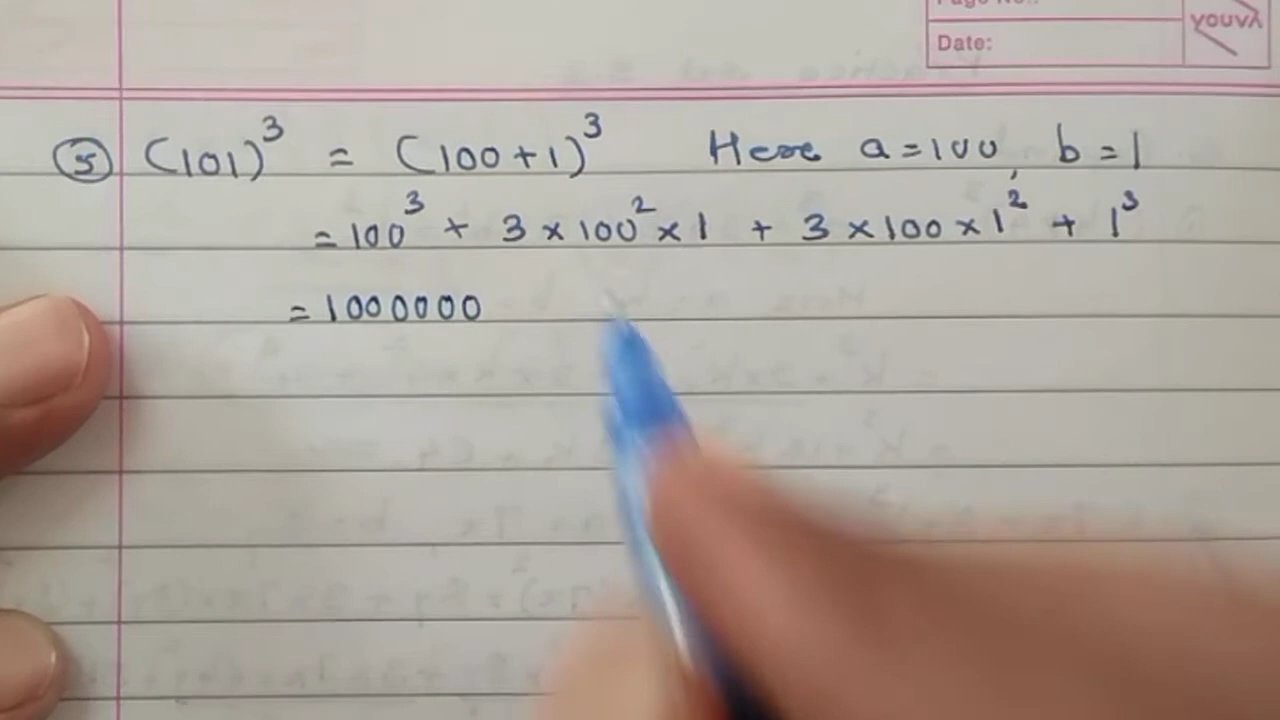 Date:
youva
⑤ (101)³ = (100+1)³ Here a=100, b=1
=100³ + 3×100²×1 + 3×100×1² + 1³
=1000000